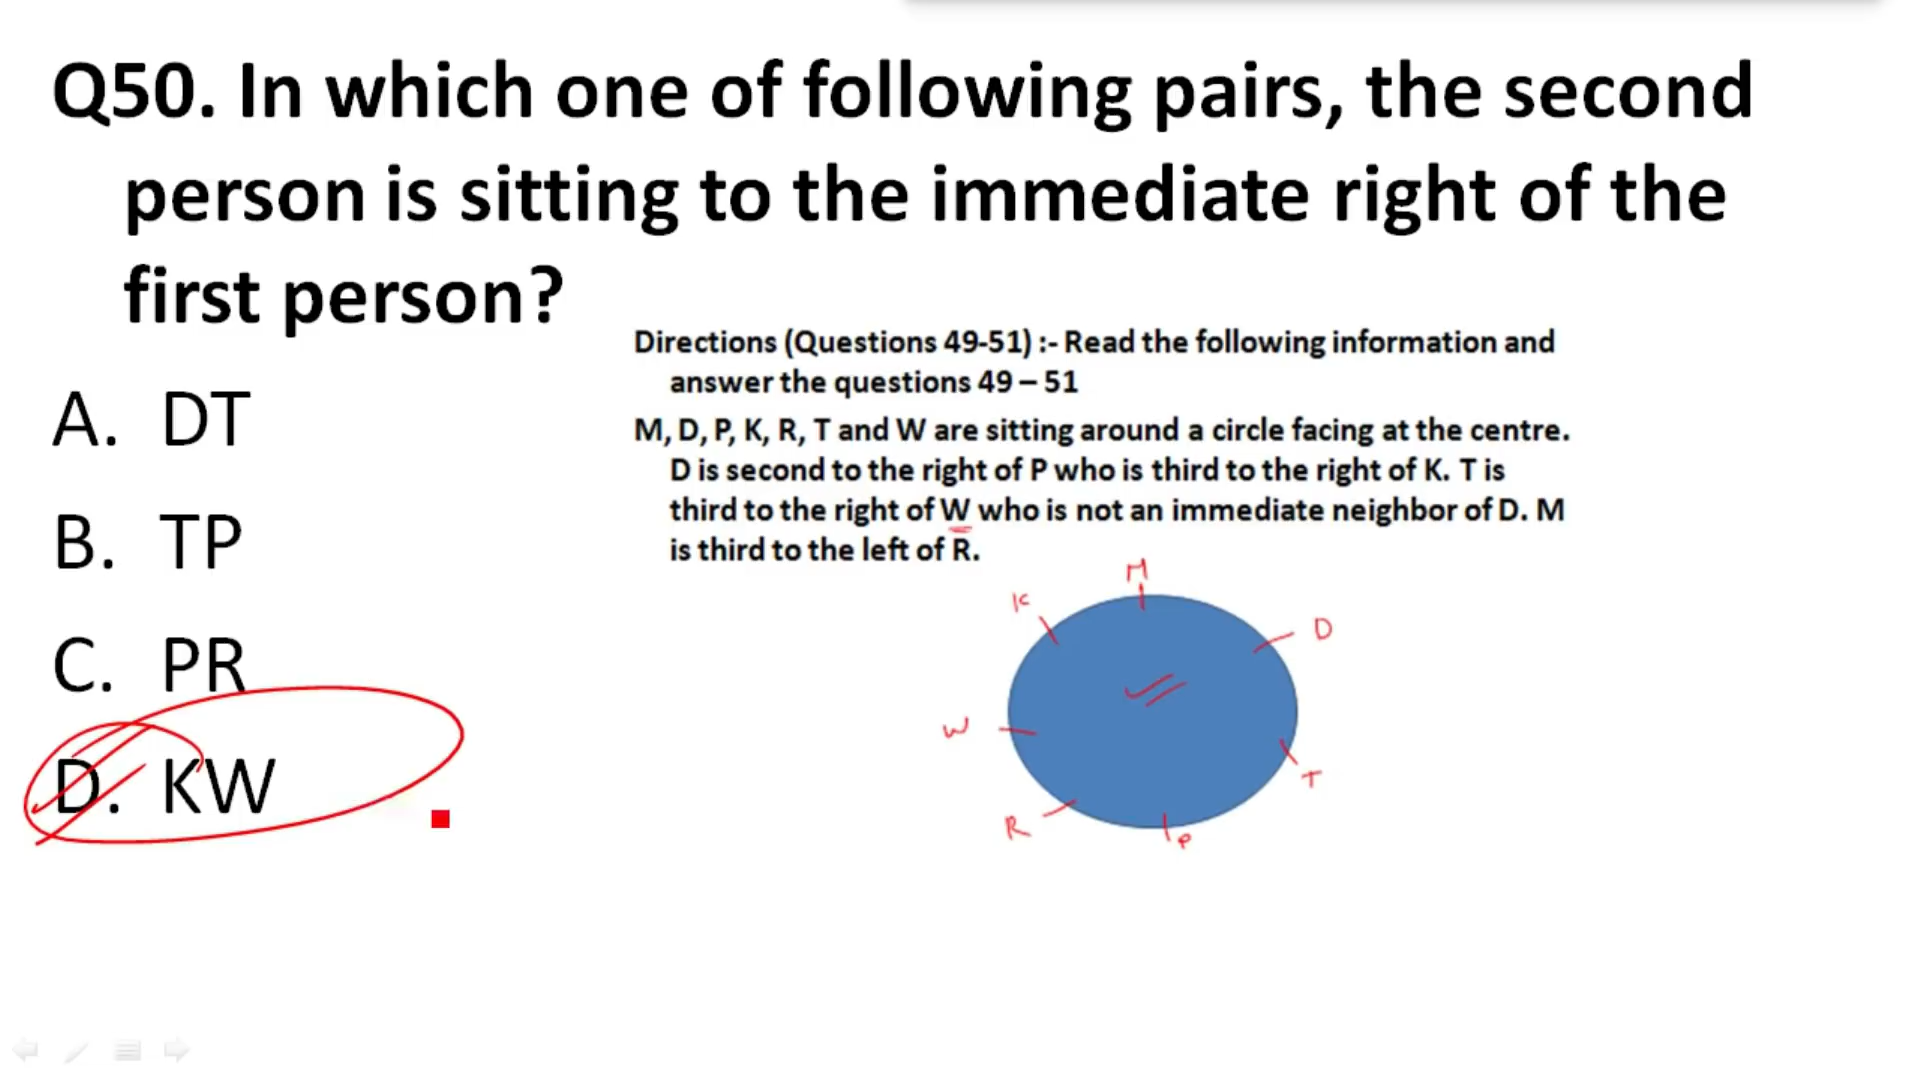 Q50. In which one of following pairs, the second
person is sitting to the immediate right of the
first person?
Directions (Questions 49-51) :- Read the following information and
answer the questions 49 – 51
M, D, P, K, R, T and W are sitting around a circle facing at the centre.
D is second to the right of P who is third to the right of K. T is
third to the right of W who is not an immediate neighbor of D. M
is third to the left of R.
A. DT
B. TP
C. PR
D. KW
M
K
D
W
T
R
P